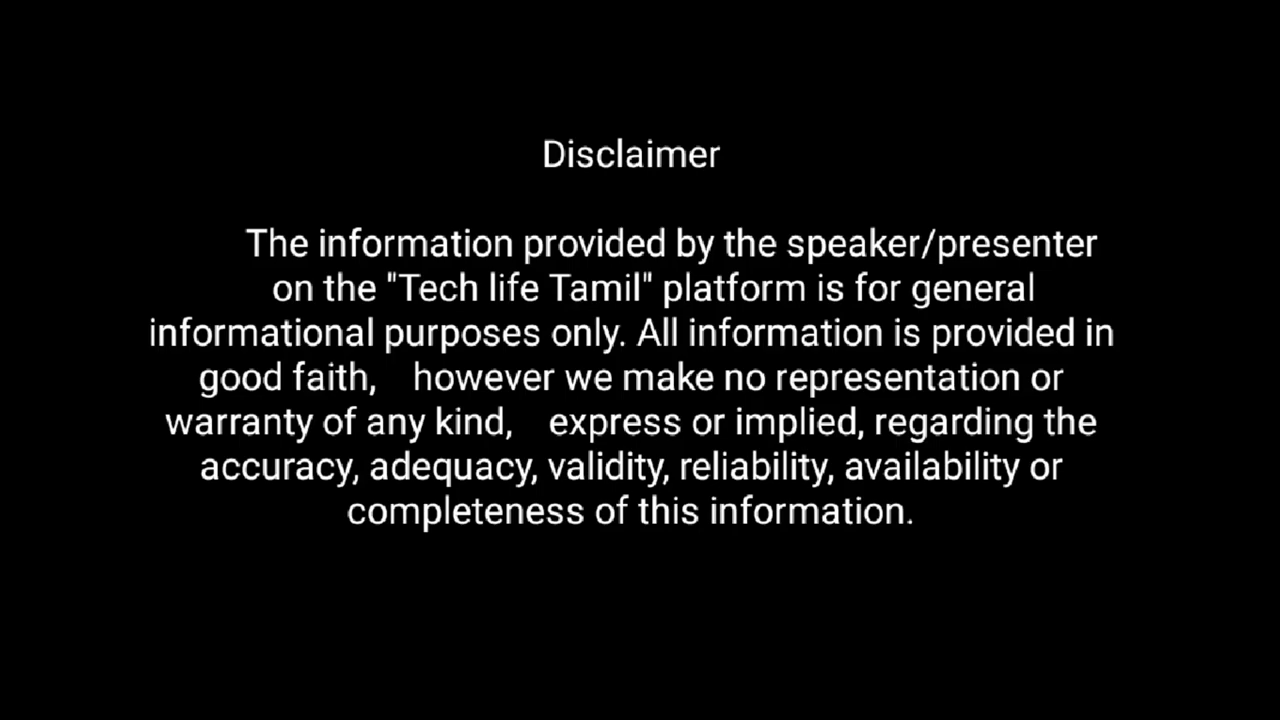 Disclaimer
The information provided by the speaker/presenter
on the "Tech life Tamil" platform is for general
informational purposes only. All information is provided in
good faith, however we make no representation or
warranty of any kind, express or implied, regarding the
accuracy, adequacy, validity, reliability, availability or
completeness of this information.